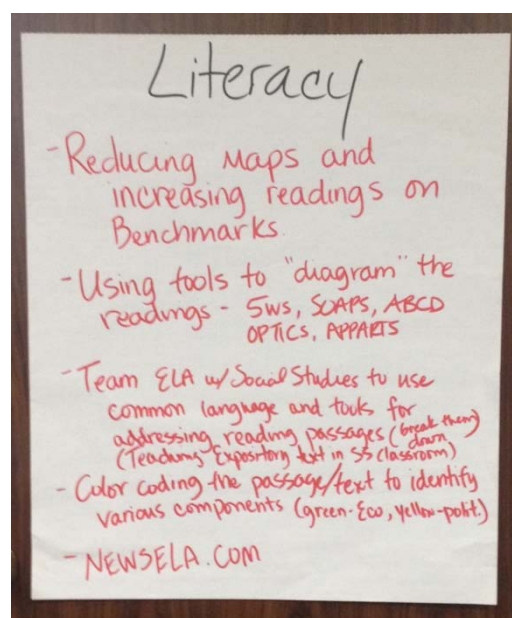 Literacy
- Reducing Maps and
increasing readings on
Benchmarks.
- Using tools to "diagram" the
readings - 5ws, SOAPS, ABCD
OPTICS, APPARTS
- Team ELA w/ Social Studies to use
common language and tools for
addressing reading passages (break them down)
(Teaching Expository text in SS classroom)
- Color coding the passage/text to identify
various components (green-Eco, yellow-polit.)
- NEWSELA.COM